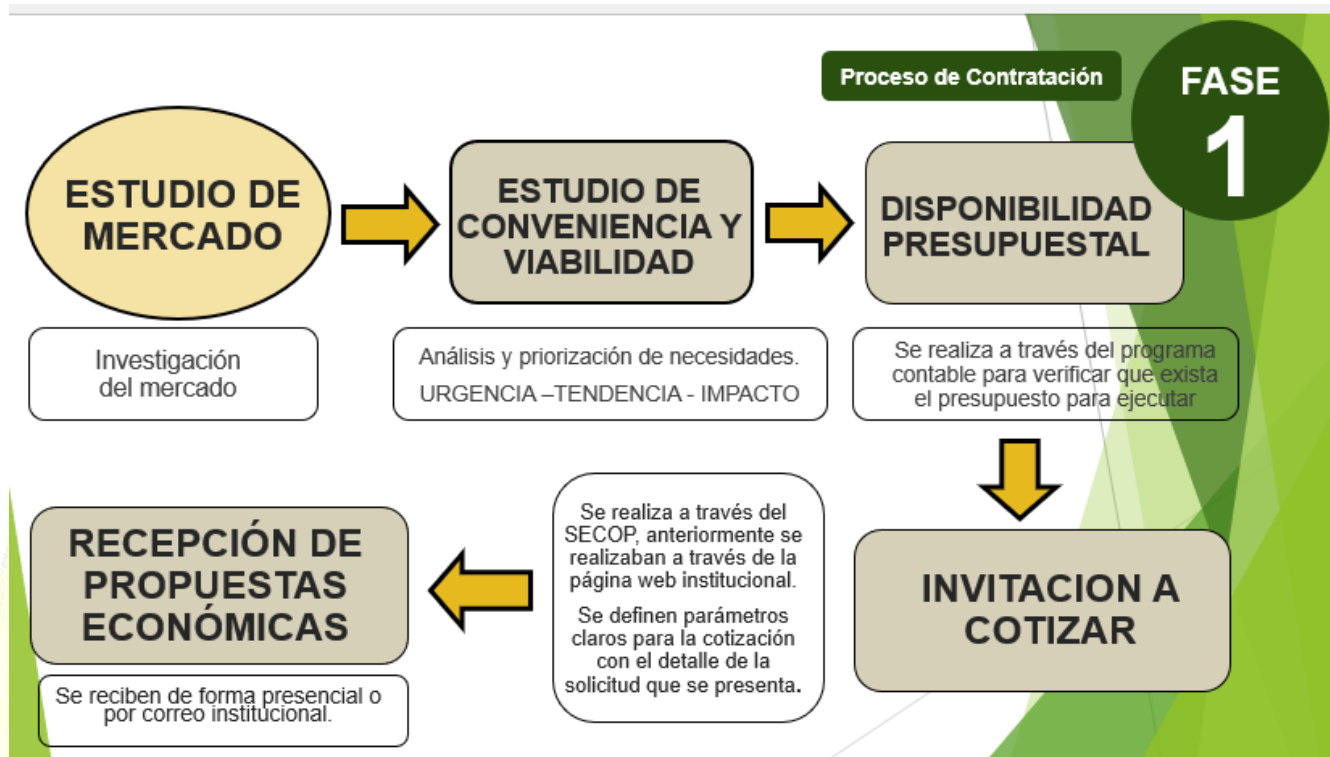 Proceso de Contratación
FASE
1
ESTUDIO DE
MERCADO
Investigación
del mercado
ESTUDIO DE
CONVENIENCIA Y
VIABILIDAD
Análisis y priorización de necesidades.
URGENCIA –TENDENCIA - IMPACTO
DISPONIBILIDAD
PRESUPUESTAL
Se realiza a través del programa
contable para verificar que exista
el presupuesto para ejecutar
INVITACION A
COTIZAR
Se realiza a través del
SECOP, anteriormente se
realizaban a través de la
página web institucional.
Se definen parámetros
claros para la cotización
con el detalle de la
solicitud que se presenta.
RECEPCIÓN DE
PROPUESTAS
ECONÓMICAS
Se reciben de forma presencial o
por correo institucional.